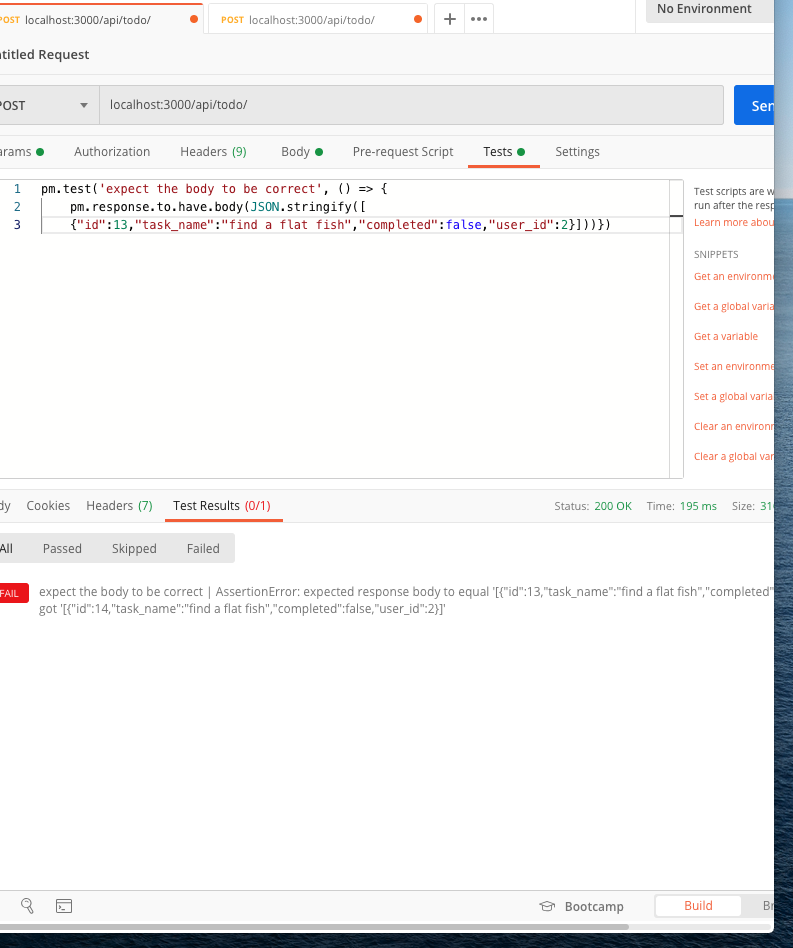 POST localhost:3000/api/todo/
POST localhost:3000/api/todo/
No Environment
titled Request
POST
localhost:3000/api/todo/
Sen
arams
Authorization
Headers (9)
Body
Pre-request Script
Tests
Settings
1 pm.test('expect the body to be correct', () => {
2 pm.response.to.have.body(JSON.stringify([
3 {"id":13,"task_name":"find a flat fish","completed":false,"user_id":2}]))})
Test scripts are w
run after the resp
Learn more abou
SNIPPETS
Get an environme
Get a global varia
Get a variable
Set an environme
Set a global varia
Clear an environ
Clear a global var
dy
Cookies
Headers (7)
Test Results (0/1)
Status: 200 OK
Time: 195 ms
Size: 31
All
Passed
Skipped
Failed
FAIL
expect the body to be correct | AssertionError: expected response body to equal '[{"id":13,"task_name":"find a flat fish","completed"
got '[{"id":14,"task_name":"find a flat fish","completed":false,"user_id":2}]'
Bootcamp
Build
Br